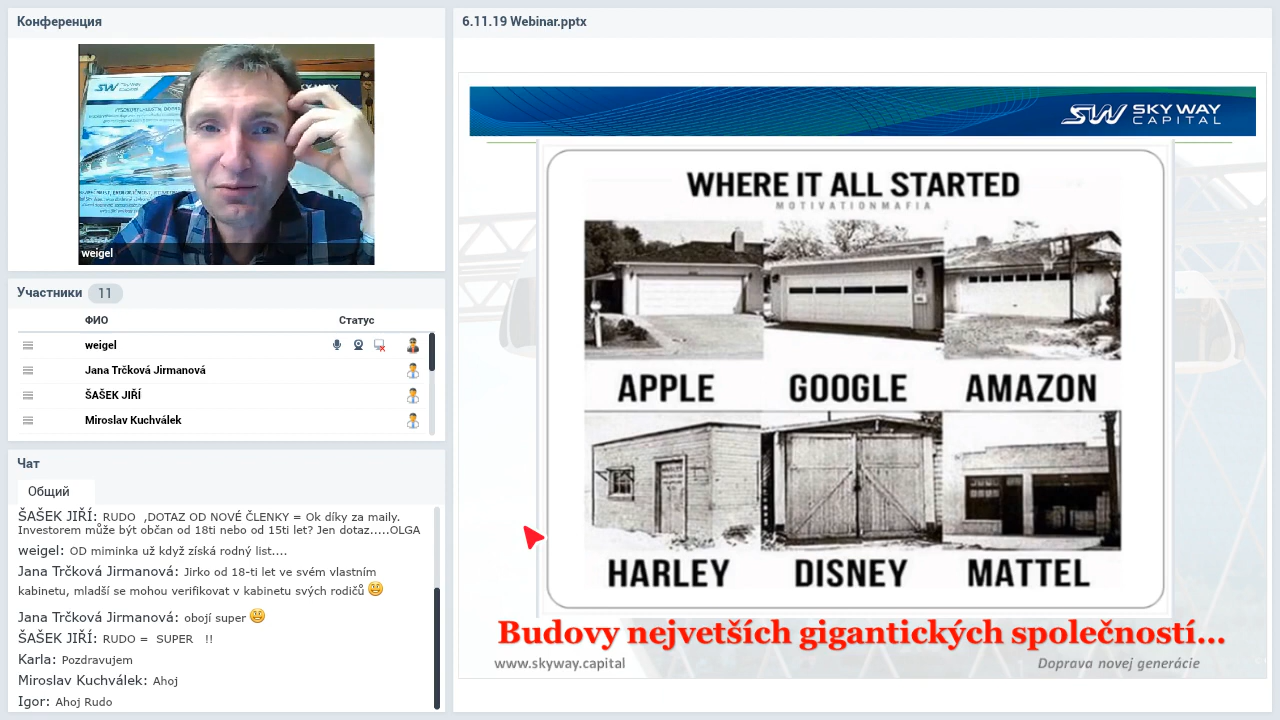 Конференция
SW SkyWay
SKYWAY
weigel
Участники 11
ФИО Статус
weigel
Jana Trčková Jirmanová
ŠAŠEK JIŘÍ
Miroslav Kuchválek
Чат
Общий
ŠAŠEK JIŘÍ: RUDO ,DOTAZ OD NOVÉ ČLENKY = Ok díky za maily.
Investorem může být občan od 18ti nebo od 15ti let? Jen dotaz.....OLGA
weigel: OD miminka už když získá rodný líst....
Jana Trčková Jirmanová: Jirko od 18-ti let ve svém vlastním
kabinetu, mladší se mohou verifikovat v kabinetu svých rodičů
Jana Trčková Jirmanová: obojí super
ŠAŠEK JIŘÍ: RUDO = SUPER !!
Karla: Pozdravujem
Miroslav Kuchválek: Ahoj
Igor: Ahoj Rudo
6.11.19 Webinar.pptx
SW SKY WAY
CAPITAL
WHERE IT ALL STARTED
MOTIVATIONMAFIA
APPLE GOOGLE AMAZON
HARLEY DISNEY MATTEL
Budovy nejvetších gigantických společností...
www.skyway.capital Doprava novej generácie